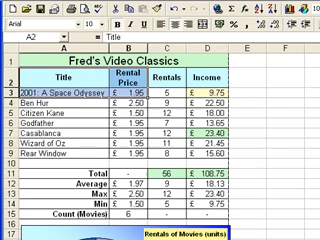 Arial 10 B I U
A2 fx Title
A B C D E F G
1 Fred's Video Classics
2 Title Rental Price Rentals Income
3 2001: A Space Odyssey £ 1.95 5 £ 9.75
4 Ben Hur £ 2.50 9 £ 22.50
5 Citizen Kane £ 1.50 12 £ 18.00
6 Godfather £ 1.95 7 £ 13.65
7 Casablanca £ 1.95 12 £ 23.40
8 Wizard of Oz £ 1.95 11 £ 21.45
9 Rear Window £ 1.95 8 £ 15.60
10
11 Total - 56 £ 108.75
12 Average £ 1.97 9 £ 18.13
13 Max £ 2.50 12 £ 23.40
14 Min £ 1.50 5 £ 9.75
15 Count (Movies) 6 - -
16
17 Rentals of Movies (units)